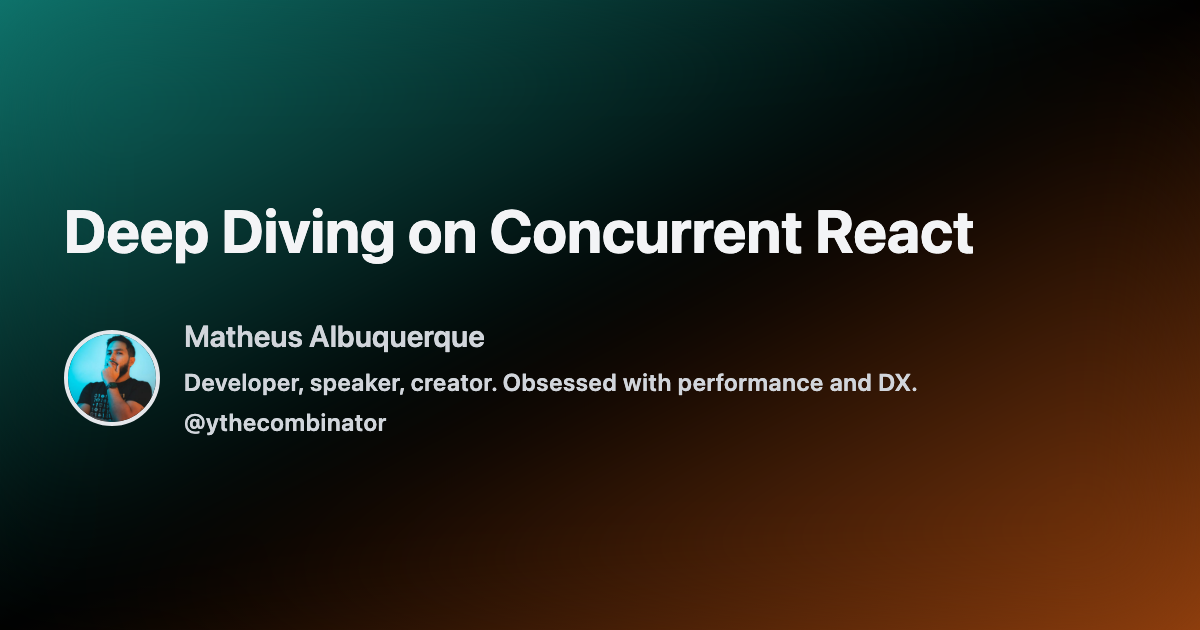 Deep Diving on Concurrent React
Matheus Albuquerque
Developer, speaker, creator. Obsessed with performance and DX.
@ythecombinator